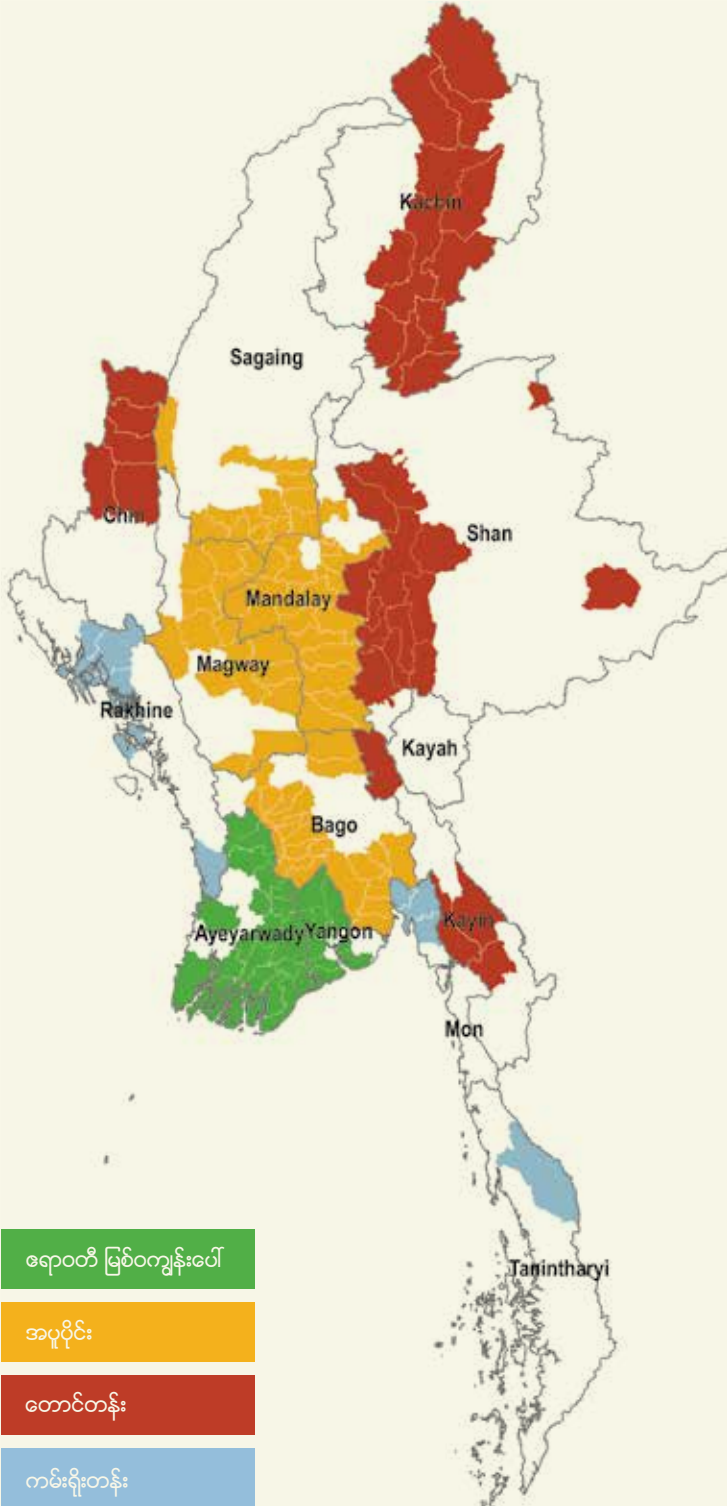 Kachin
Sagaing
Chin
Shan
Mandalay
Magway
Rakhine
Kayah
Bago
Ayeyarwady Yangon
Kayin
Mon
Tanintharyi
ဧရာဝတီ မြစ်ဝကျွန်းပေါ်
အပူပိုင်း
တောင်တန်း
ကမ်းရိုးတန်း